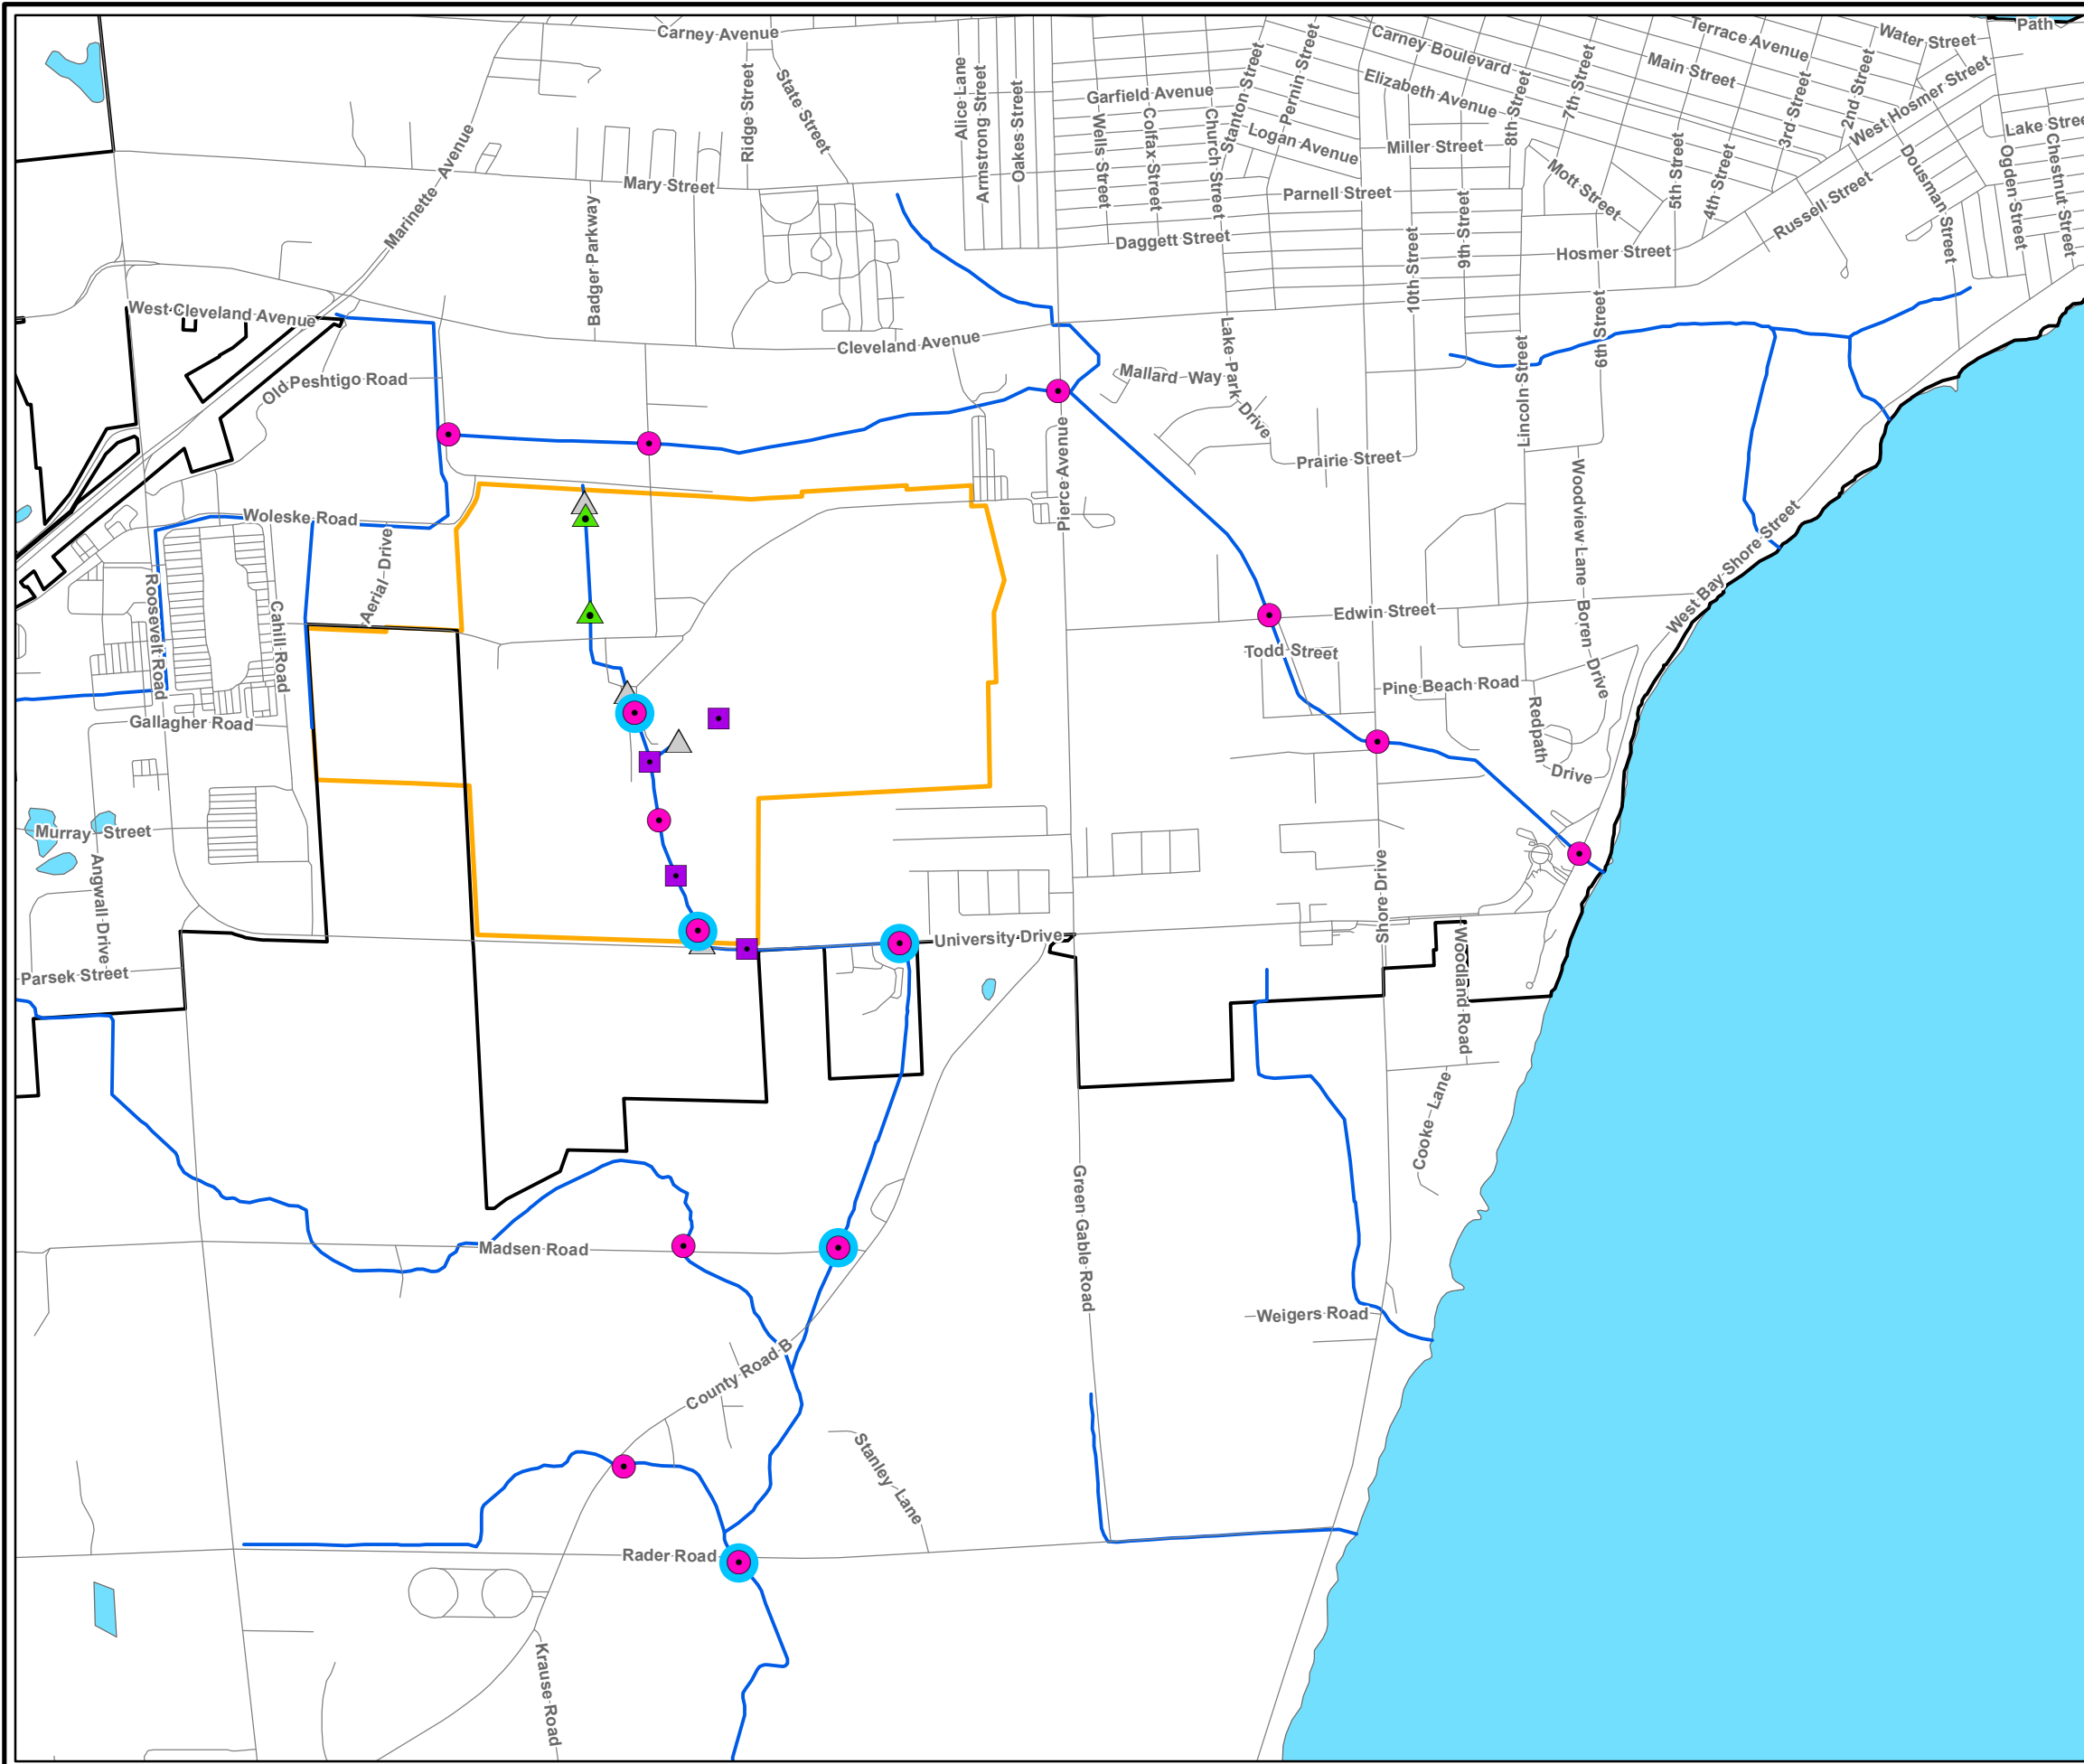 Carney Avenue
Path
Water Street
Terrace Avenue
Main Street
Carney Boulevard
Elizabeth Avenue
7th Street
8th Street
3rd Street
2nd Street
West Hosmer Street
Lake Stree
Chestnut Street
Ogden Street
Dousman Street
Ridge Street
State Street
Alice Lane
Armstrong Street
Oakes Street
Garfield Avenue
Wells Street
Colfax Street
Church Street
Stanton Street
Pernin Street
Logan Avenue
Miller Street
Mott Street
5th Street
4th Street
Russell Street
Mary Street
Marinette Avenue
Badger Parkway
Parnell Street
Daggett Street
10th Street
9th Street
Hosmer Street
West Cleveland Avenue
Cleveland Avenue
Old Peshtigo Road
Mallard Way
Lake Park Drive
Lincoln Street
6th Street
Prairie Street
Pierce Avenue
Woodview Lane
Boren Drive
West Bay Shore Street
Woleske Road
Aerial Drive
Roosevelt Road
Cahill Road
Edwin Street
Todd Street
Pine Beach Road
Redpath Drive
Gallagher Road
Murray Street
Angwall Drive
Parsek Street
University Drive
Shore Drive
Woodland Road
Cooke Lane
Green Gable Road
Madsen Road
Weigers Road
County Road B
Stanley Lane
Rader Road
Krause Road